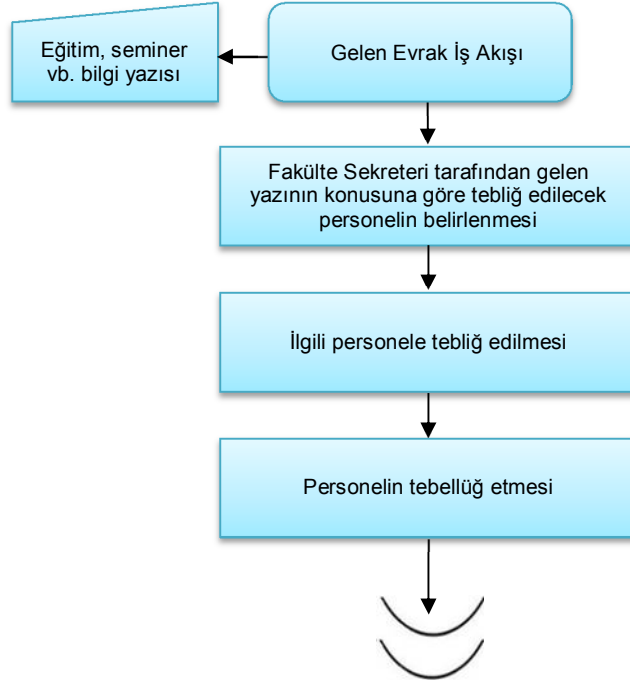 Eğitim, seminer
vb. bilgi yazısı
Gelen Evrak İş Akışı
Fakülte Sekreteri tarafından gelen
yazının konusuna göre tebliğ edilecek
personelin belirlenmesi
İlgili personele tebliğ edilmesi
Personelin tebellüğ etmesi